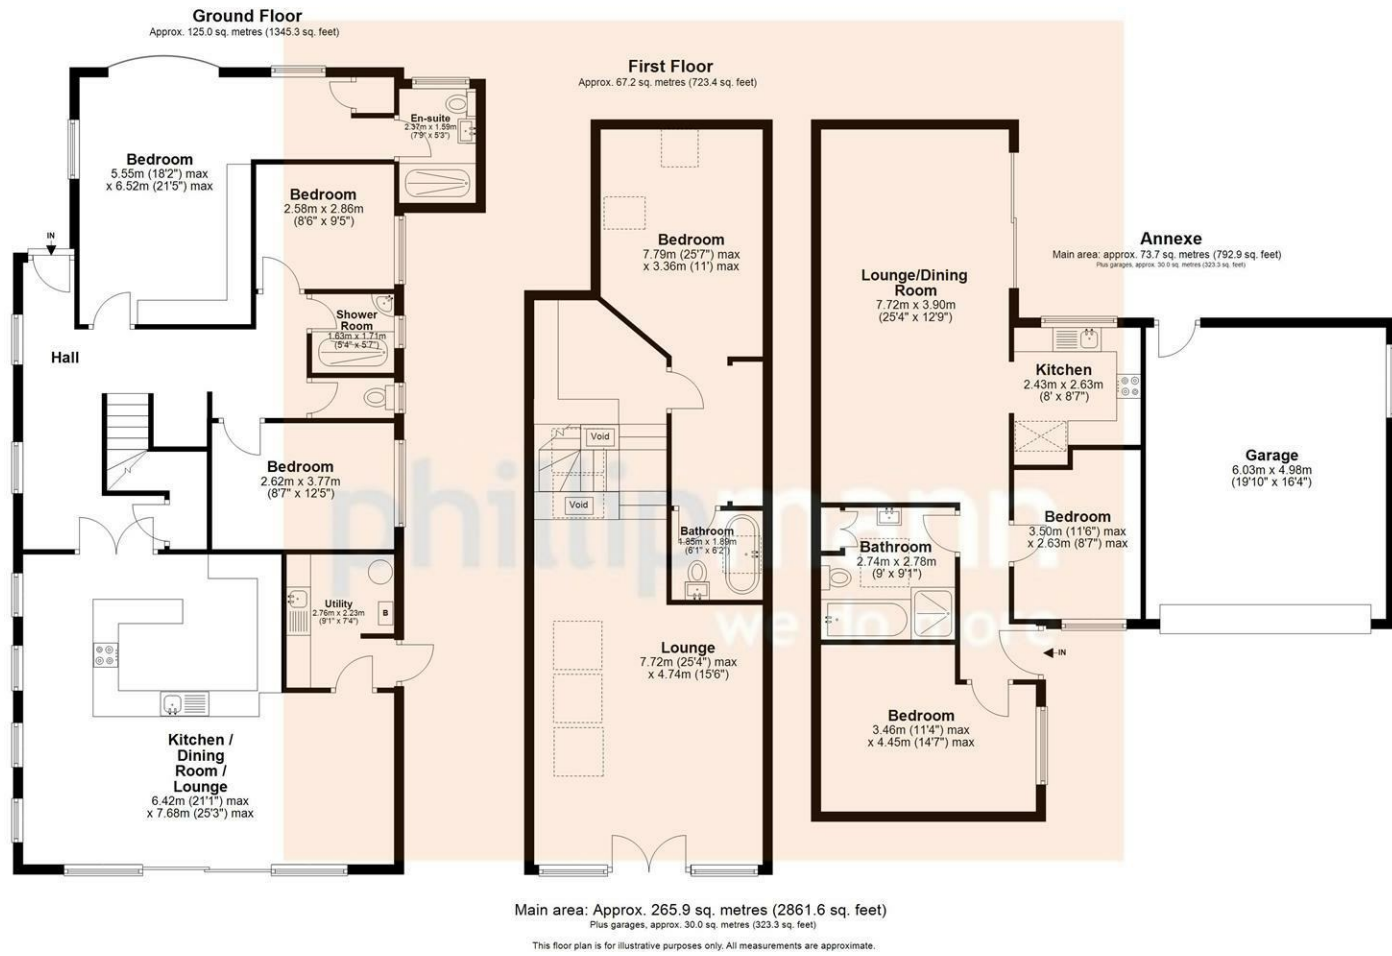 Ground Floor
Approx. 125.0 sq. metres (1345.3 sq. feet)
En-suite
2.37m x 1.59m
(7'9" x 5'3")
Bedroom
5.55m (18'2") max
x 6.52m (21'5") max
Bedroom
2.58m x 2.86m
(8'6" x 9'5")
IN
Shower
Room
1.63m x 1.71m
(5'4" x 5'7")
Hall
Bedroom
2.62m x 3.77m
(8'7" x 12'5")
Utility
2.76m x 2.23m
(9'1" x 7'4")
B
Kitchen /
Dining
Room /
Lounge
6.42m (21'1") max
x 7.68m (25'3") max
First Floor
Approx. 67.2 sq. metres (723.4 sq. feet)
Bedroom
7.79m (25'7") max
x 3.36m (11') max
Void
Void
Bathroom
1.85m x 1.89m
(6'1" x 6'2")
Lounge
7.72m (25'4") max
x 4.74m (15'6")
Annexe
Main area: approx. 73.7 sq. metres (792.9 sq. feet)
Plus garages, approx. 30.0 sq. metres (323.3 sq. feet)
Lounge/Dining
Room
7.72m x 3.90m
(25'4" x 12'9")
Kitchen
2.43m x 2.63m
(8' x 8'7")
Garage
6.03m x 4.98m
(19'10" x 16'4")
Bedroom
3.50m (11'6") max
x 2.63m (8'7") max
Bathroom
2.74m x 2.78m
(9' x 9'1")
IN
Bedroom
3.46m (11'4") max
x 4.45m (14'7") max
phillipmann
we do more
Main area: Approx. 265.9 sq. metres (2861.6 sq. feet)
Plus garages, approx. 30.0 sq. metres (323.3 sq. feet)
This floor plan is for illustrative purposes only. All measurements are approximate.